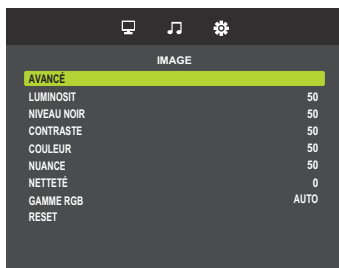 IMAGE
AVANCÉ
LUMINOSIT 50
NIVEAU NOIR 50
CONTRASTE 50
COULEUR 50
NUANCE 50
NETTETÉ 0
GAMME RGB AUTO
RESET